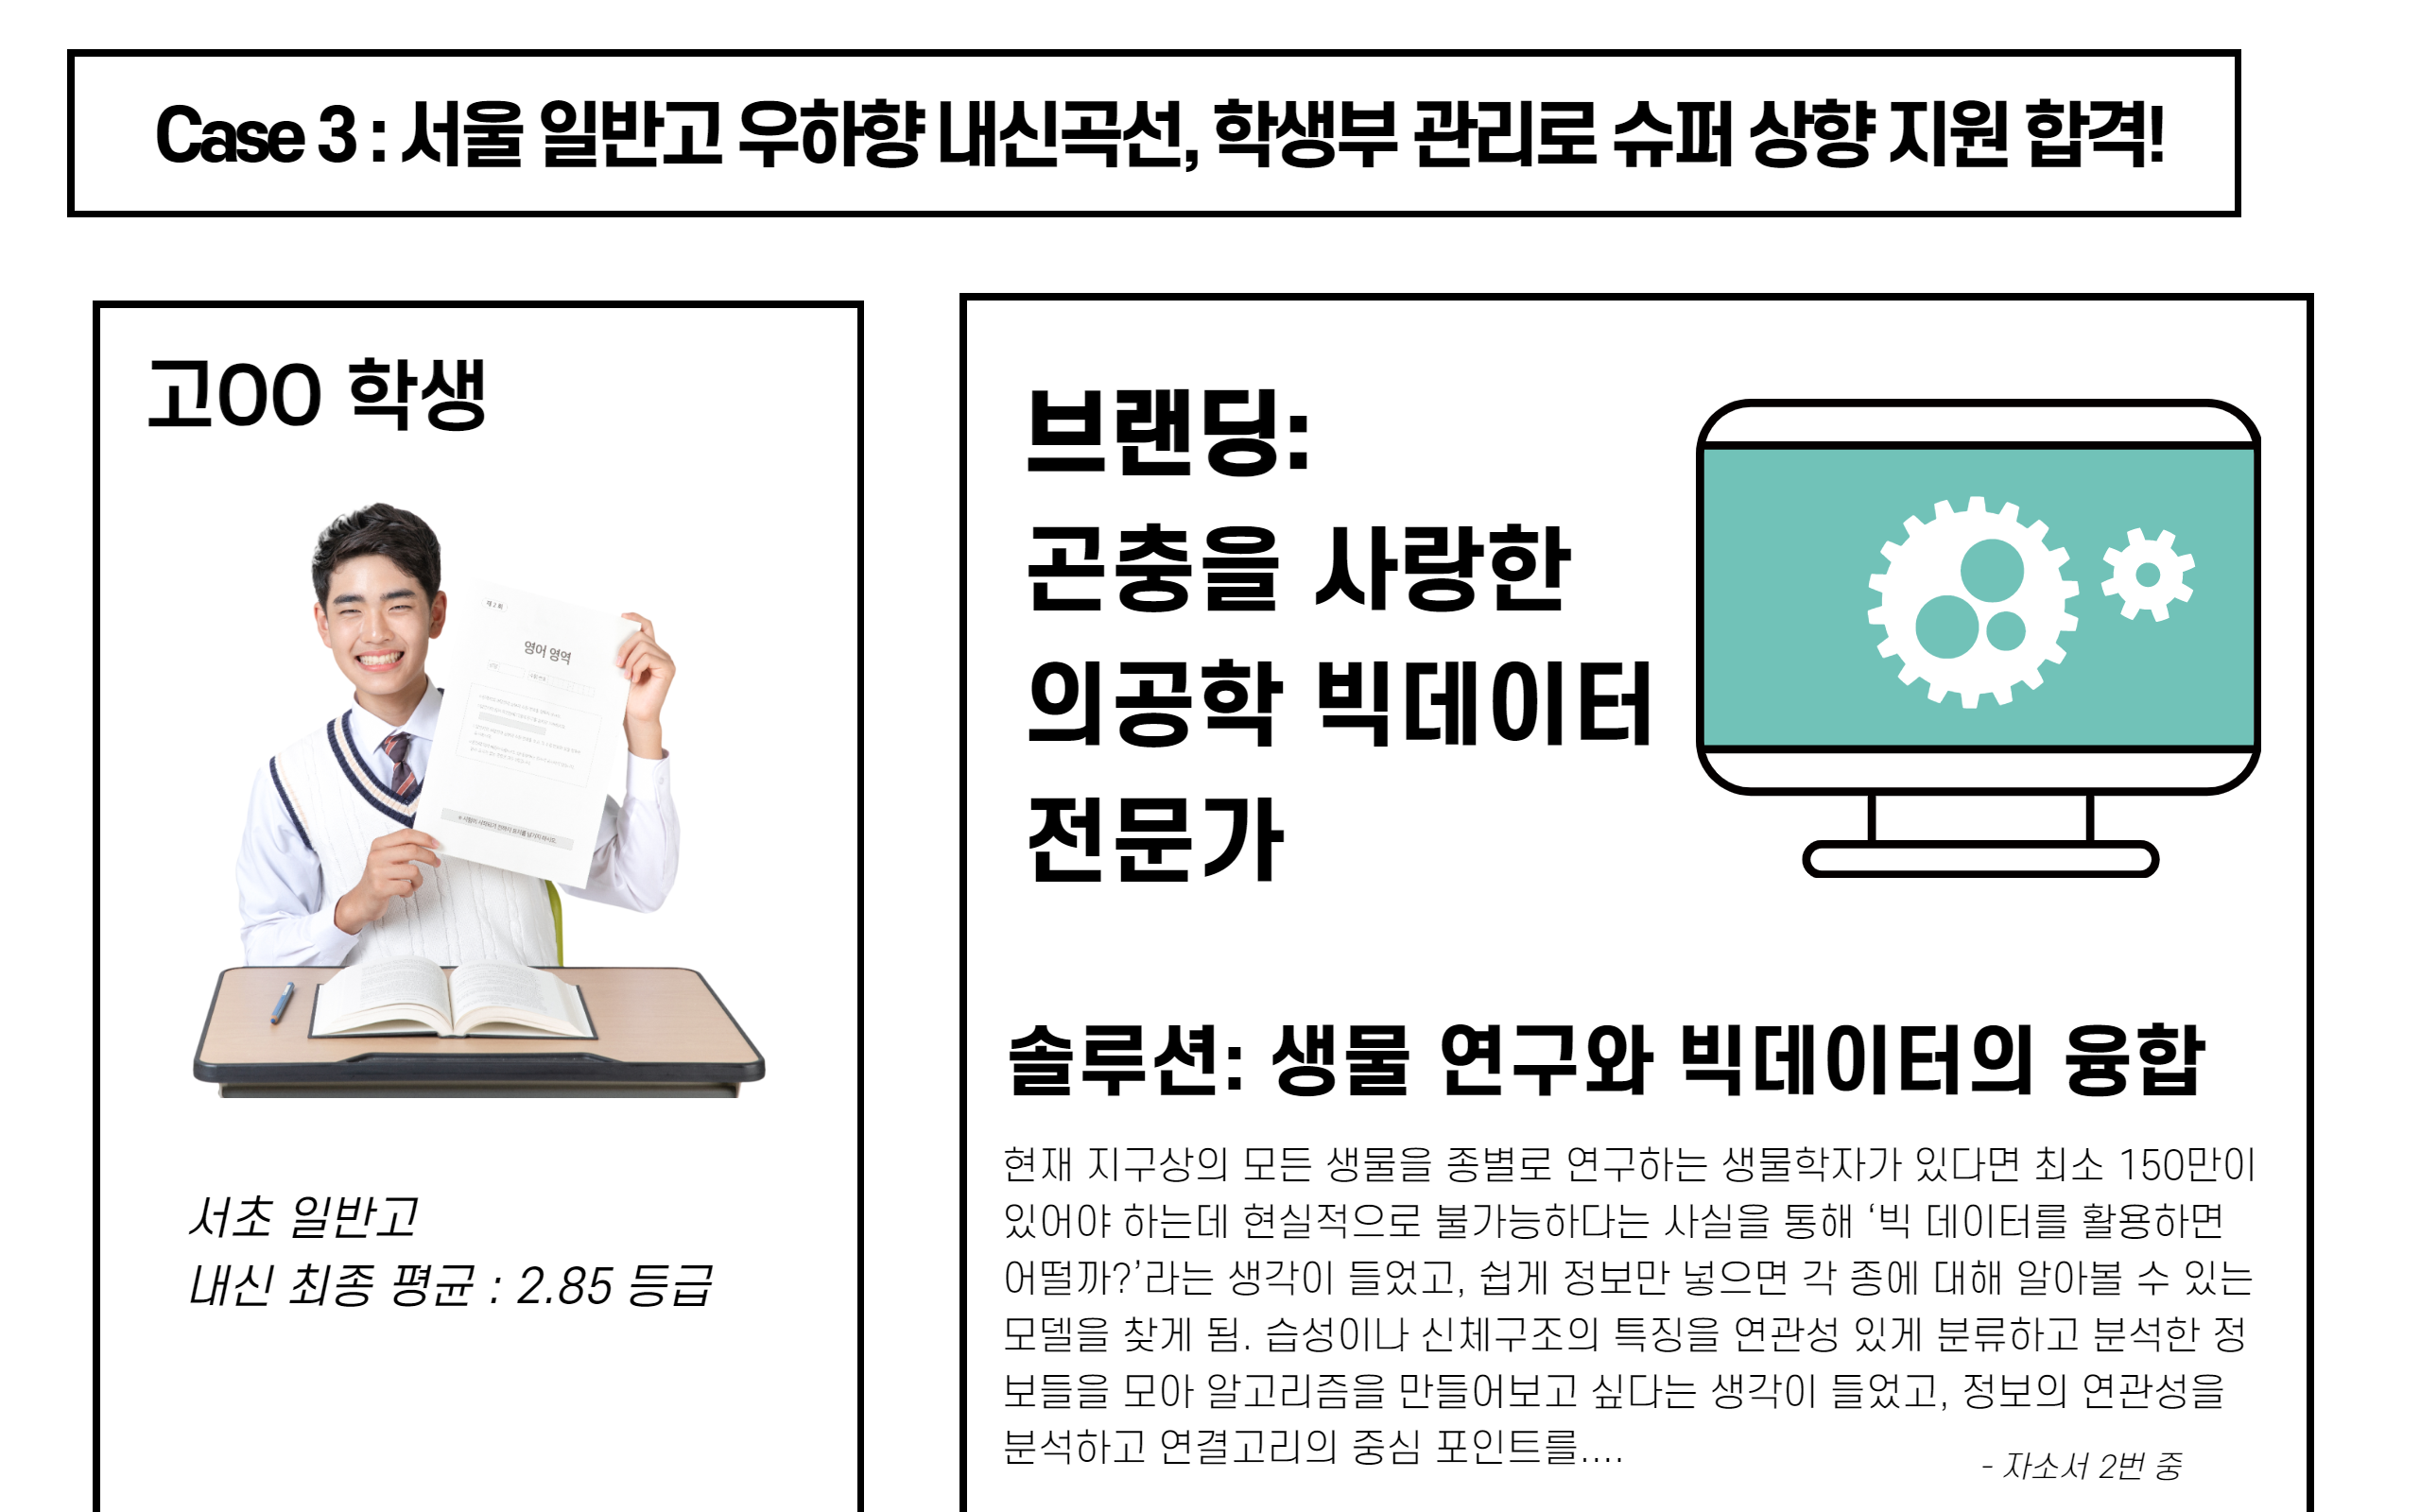 Case 3 : 서울 일반고 우하향 내신곡선, 학생부 관리로 슈퍼 상향 지원 합격!
고OO 학생
제 2 회
영어 영역
서초 일반고
내신 최종 평균 : 2.85 등급
브랜딩:
곤충을 사랑한
의공학 빅데이터
전문가
솔루션: 생물 연구와 빅데이터의 융합
현재 지구상의 모든 생물을 종별로 연구하는 생물학자가 있다면 최소 150만이
있어야 하는데 현실적으로 불가능하다는 사실을 통해 ‘빅 데이터를 활용하면
어떨까?’라는 생각이 들었고, 쉽게 정보만 넣으면 각 종에 대해 알아볼 수 있는
모델을 찾게 됨. 습성이나 신체구조의 특징을 연관성 있게 분류하고 분석한 정
보들을 모아 알고리즘을 만들어보고 싶다는 생각이 들었고, 정보의 연관성을
분석하고 연결고리의 중심 포인트를....
- 자소서 2번 중